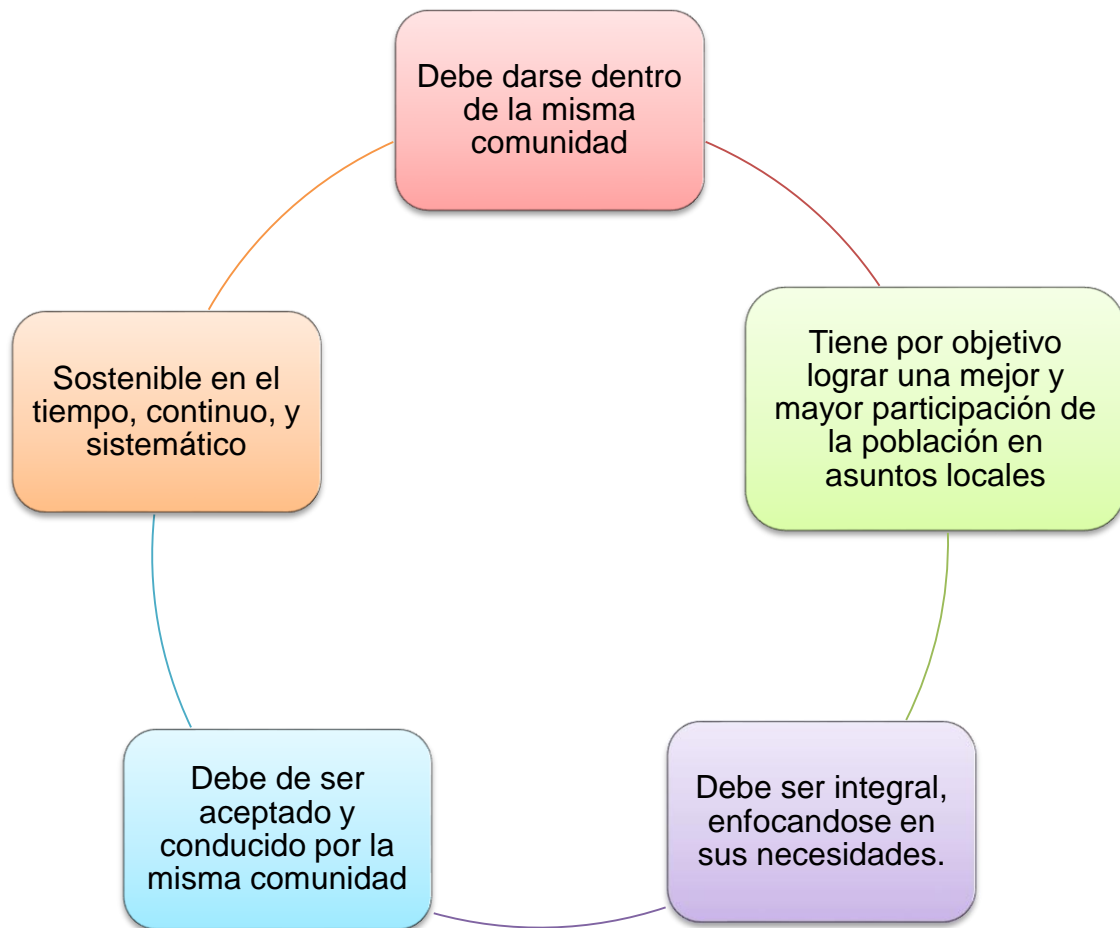 Debe darse dentro
de la misma
comunidad
Tiene por objetivo
lograr una mejor y
mayor participación de
la población en
asuntos locales
Debe ser integral,
enfocandose en
sus necesidades.
Debe de ser
aceptado y
conducido por la
misma comunidad
Sostenible en el
tiempo, continuo, y
sistemático